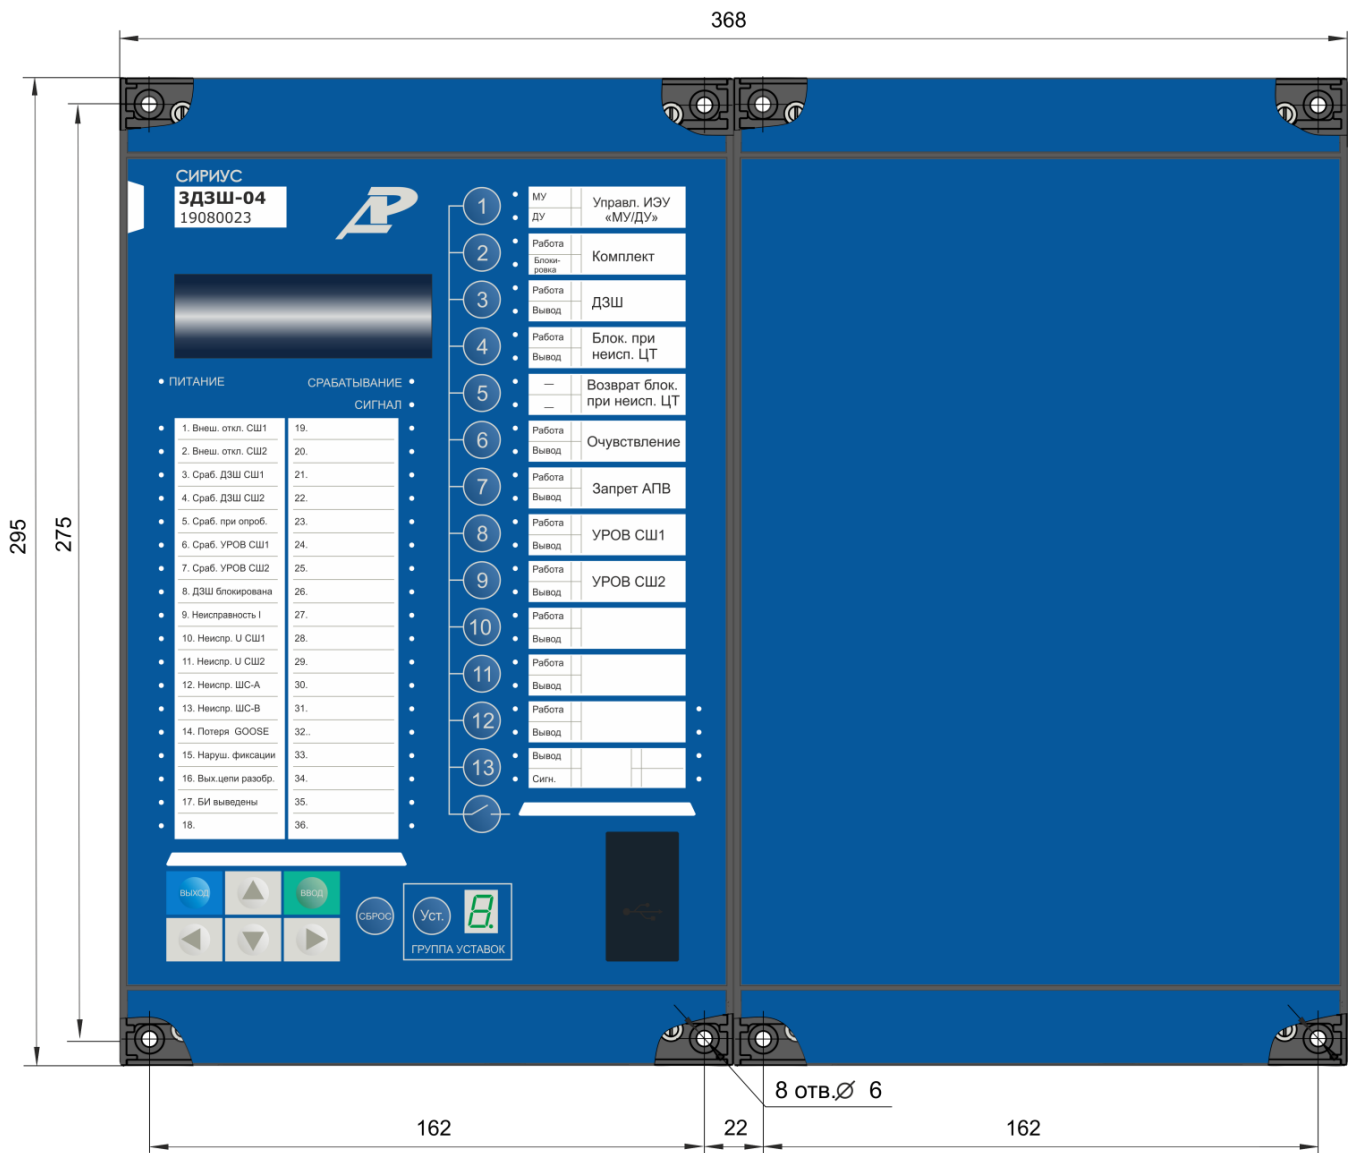 368
295
275
СИРИУС
3ДЗШ-04
19080023
ПИТАНИЕ
СРАБАТЫВАНИЕ
СИГНАЛ
1. Внеш. откл. СШ1
2. Внеш. откл. СШ2
3. Сраб. ДЗШ СШ1
4. Сраб. ДЗШ СШ2
5. Сраб. при опроб.
6. Сраб. УРОВ СШ1
7. Сраб. УРОВ СШ2
8. ДЗШ блокирована
9. Неисправность I
10. Неиспр. U СШ1
11. Неиспр. U СШ2
12. Неиспр. ШС-А
13. Неиспр. ШС-В
14. Потеря GOOSE
15. Наруш. фиксации
16. Вых.цепи разобр.
17. БИ выведены
18.
19.
20.
21.
22.
23.
24.
25.
26.
27.
28.
29.
30.
31.
32..
33.
34.
35.
36.
1
МУ
ДУ
Управл. ИЭУ
«МУ/ДУ»
2
Работа
Блоки-
ровка
Комплект
3
Работа
Вывод
ДЗШ
4
Работа
Вывод
Блок. при
неисп. ЦТ
5
—
—
Возврат блок.
при неисп. ЦТ
6
Работа
Вывод
Очувствление
7
Работа
Вывод
Запрет АПВ
8
Работа
Вывод
УРОВ СШ1
9
Работа
Вывод
УРОВ СШ2
10
Работа
Вывод
11
Работа
Вывод
12
Работа
Вывод
13
Вывод
Сигн.
ВЫХОД
ВВОД
СБРОС
Уст.
8.
ГРУППА УСТАВОК
8 отв.∅ 6
162
22
162